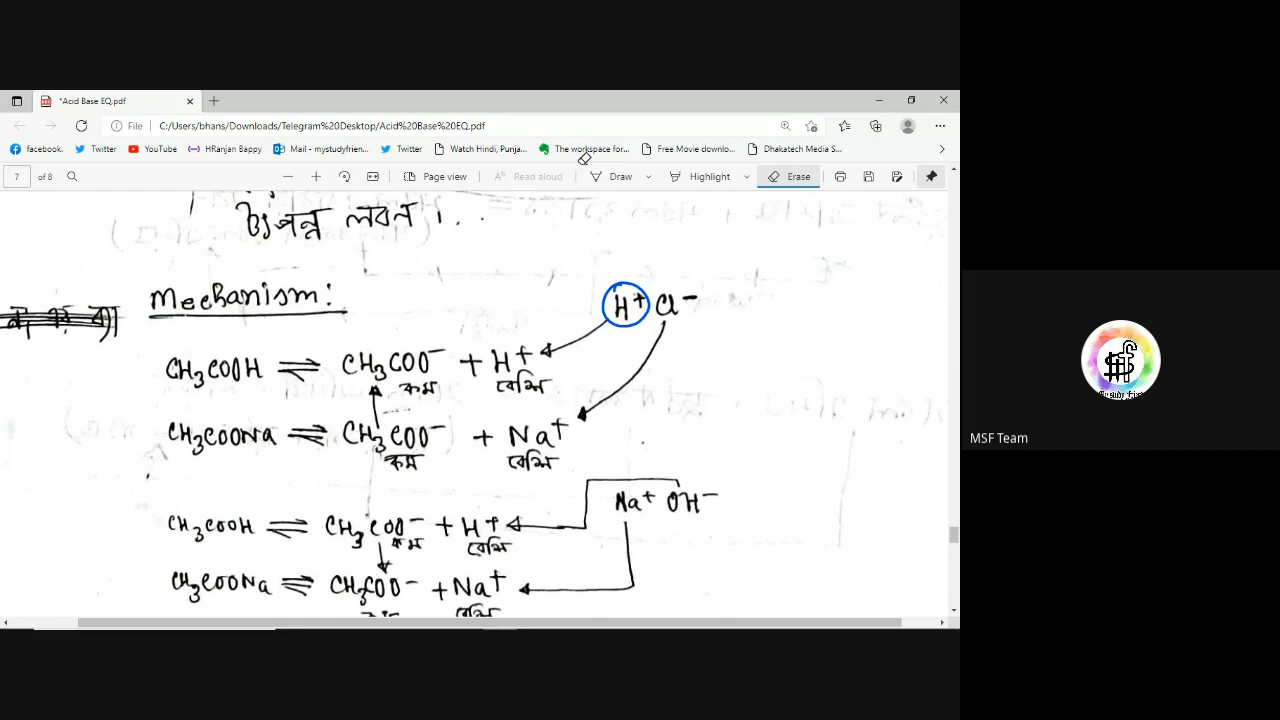 *Acid Base EQ.pdf
File C:/Users/bhans/Downloads/Telegram%20Desktop/Acid%20Base%20EQ.pdf
facebook. Twitter YouTube HRanjan Bappy Mail - mystudyfrien... Twitter Watch Hindi, Punja... The workspace for... Free Movie downlo... Dhakatech Media S...
7 of 8 Page view Read aloud Draw Highlight Erase
উৎপন্ন লবন ।
Mechanism:
H+ Cl−
CH3COOH ⇌ CH3COO− + H+
কম বেশি
CH3COONa ⇌ CH3COO− + Na+
কম বেশি
Na+ OH−
CH3COOH ⇌ CH3COO− + H+
কম বেশি
CH3COONa ⇌ CH3COO− + Na+
MSF Team